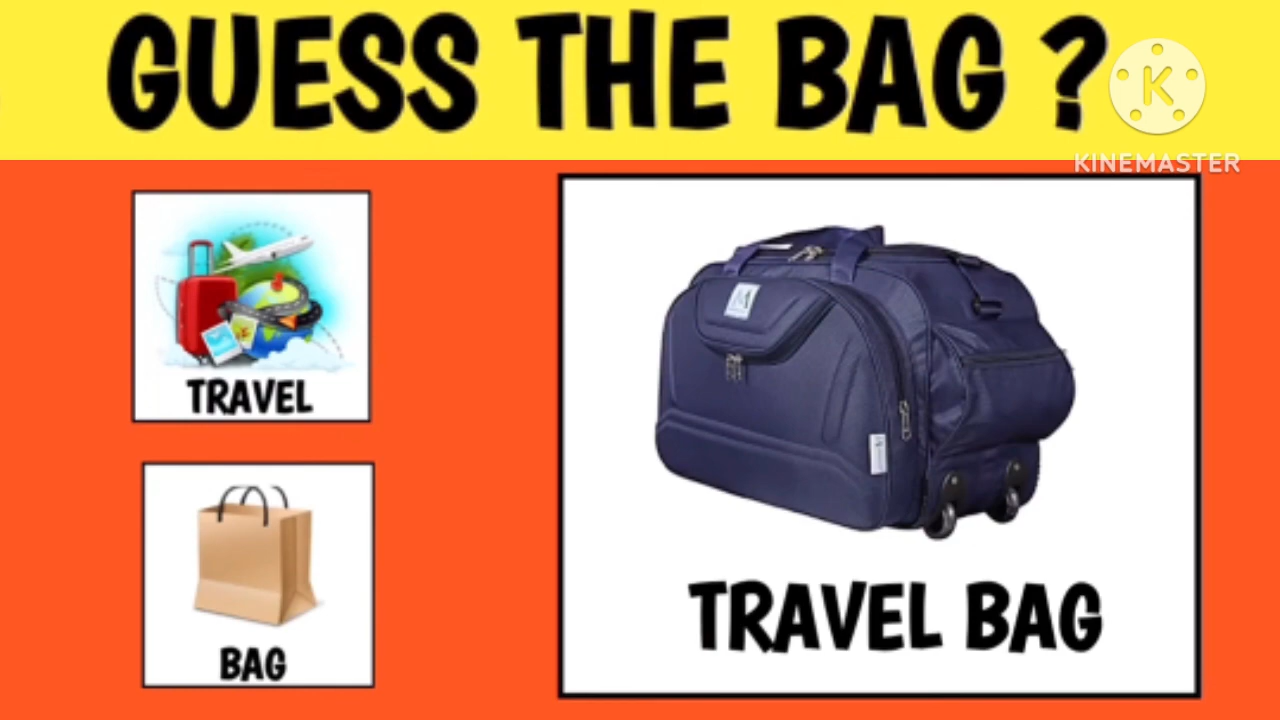 GUESS THE BAG ?
K
KINEMASTER
TRAVEL
BAG
TRAVEL BAG